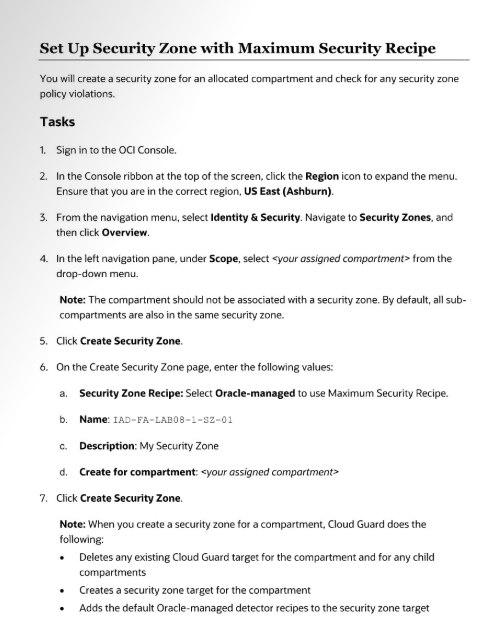 Set Up Security Zone with Maximum Security Recipe
You will create a security zone for an allocated compartment and check for any security zone
policy violations.
Tasks
1. Sign in to the OCI Console.
2. In the Console ribbon at the top of the screen, click the Region icon to expand the menu.
Ensure that you are in the correct region, US East (Ashburn).
3. From the navigation menu, select Identity & Security. Navigate to Security Zones, and
then click Overview.
4. In the left navigation pane, under Scope, select <your assigned compartment> from the
drop-down menu.
Note: The compartment should not be associated with a security zone. By default, all sub-
compartments are also in the same security zone.
5. Click Create Security Zone.
6. On the Create Security Zone page, enter the following values:
a. Security Zone Recipe: Select Oracle-managed to use Maximum Security Recipe.
b. Name: IAD-FA-LAB08-1-SZ-01
c. Description: My Security Zone
d. Create for compartment: <your assigned compartment>
7. Click Create Security Zone.
Note: When you create a security zone for a compartment, Cloud Guard does the
following:
• Deletes any existing Cloud Guard target for the compartment and for any child
compartments
• Creates a security zone target for the compartment
• Adds the default Oracle-managed detector recipes to the security zone target